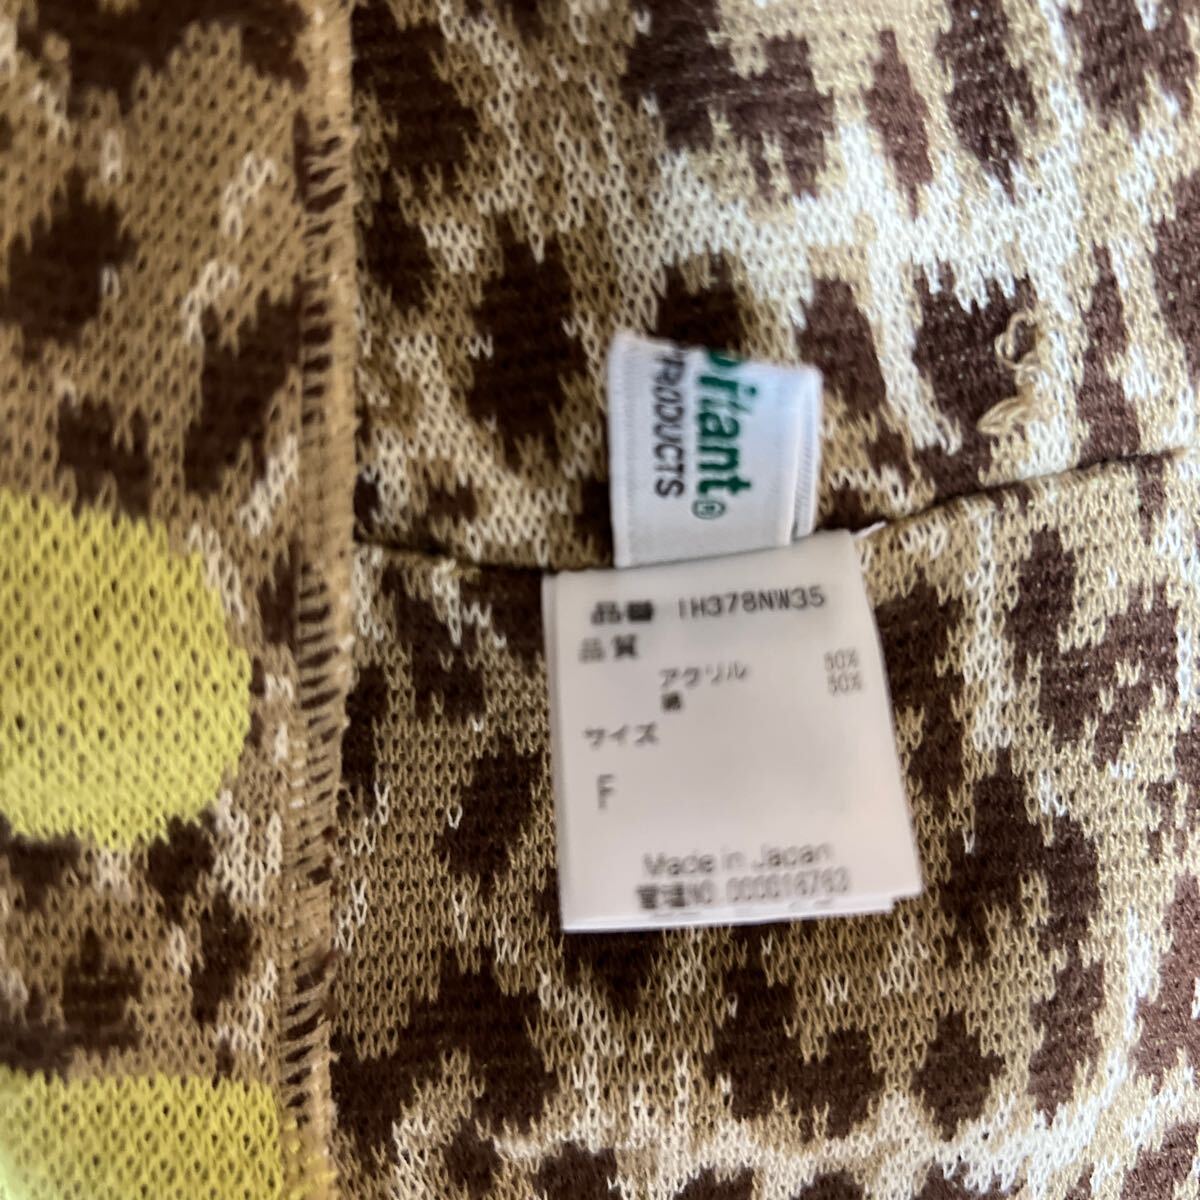 PRODUCTS
ritant®
品番 IH378NW35
品質
アクリル 50%
綿 50%
サイズ
F
Made in Japan
管理NO.000018763